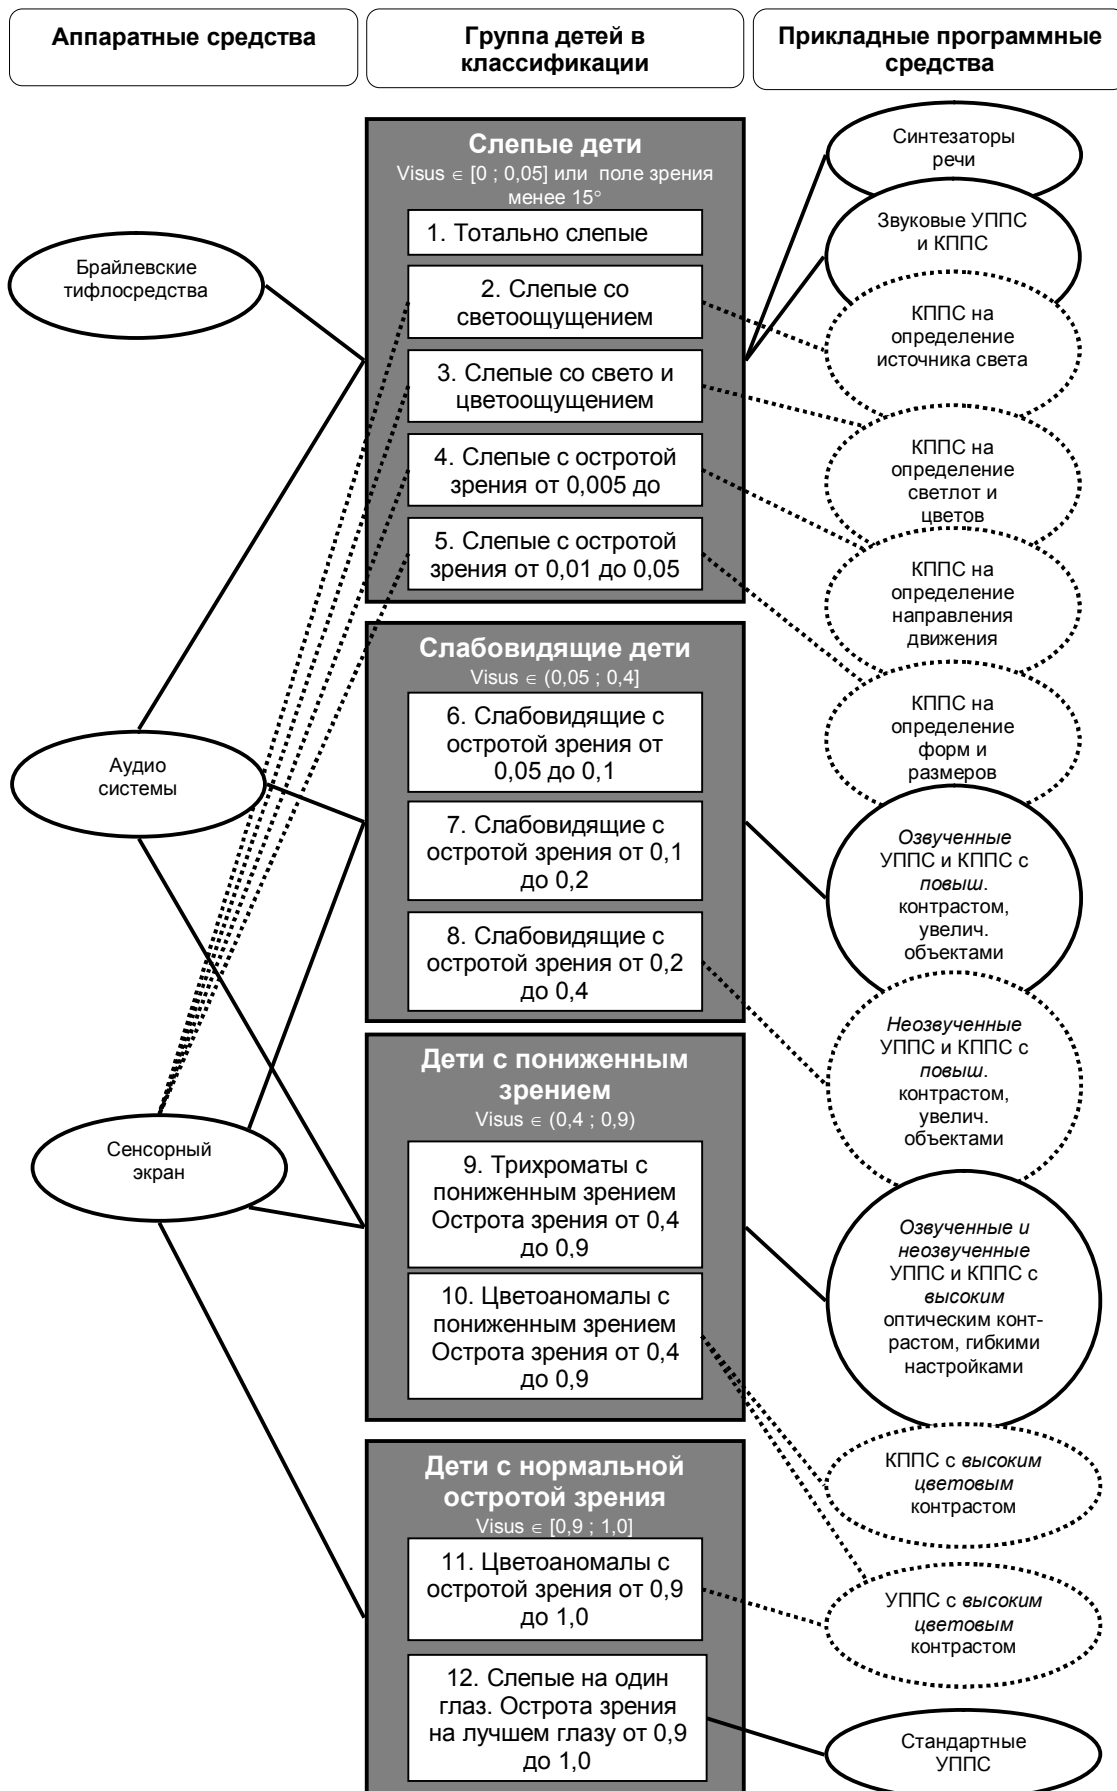 Аппаратные средства
Группа детей в
классификации
Прикладные программные
средства
Брайлевские
тифлосредства
Аудио
системы
Сенсорный
экран
Слепые дети
Visus ∈ [0 ; 0,05] или поле зрения
менее 15°
1. Тотально слепые
2. Слепые со
светоощущением
3. Слепые со свето и
цветоощущением
4. Слепые с остротой
зрения от 0,005 до
5. Слепые с остротой
зрения от 0,01 до 0,05
Слабовидящие дети
Visus ∈ (0,05 ; 0,4]
6. Слабовидящие с
остротой зрения от
0,05 до 0,1
7. Слабовидящие с
остротой зрения от 0,1
до 0,2
8. Слабовидящие с
остротой зрения от 0,2
до 0,4
Дети с пониженным
зрением
Visus ∈ (0,4 ; 0,9)
9. Трихроматы с
пониженным зрением
Острота зрения от 0,4
до 0,9
10. Цветоаномалы с
пониженным зрением
Острота зрения от 0,4
до 0,9
Дети с нормальной
остротой зрения
Visus ∈ [0,9 ; 1,0]
11. Цветоаномалы с
остротой зрения от 0,9
до 1,0
12. Слепые на один
глаз. Острота зрения
на лучшем глазу от 0,9
до 1,0
Синтезаторы
речи
Звуковые УППС
и КППС
КППС на
определение
источника света
КППС на
определение
светлот и
цветов
КППС на
определение
направления
движения
КППС на
определение
форм и
размеров
Озвученные
УППС и КППС с
повыш.
контрастом,
увелич.
объектами
Неозвученные
УППС и КППС с
повыш.
контрастом,
увелич.
объектами
Озвученные и
неозвученные
УППС и КППС с
высоким
оптическим конт-
растом, гибкими
настройками
КППС с высоким
цветовым
контрастом
УППС с высоким
цветовым
контрастом
Стандартные
УППС